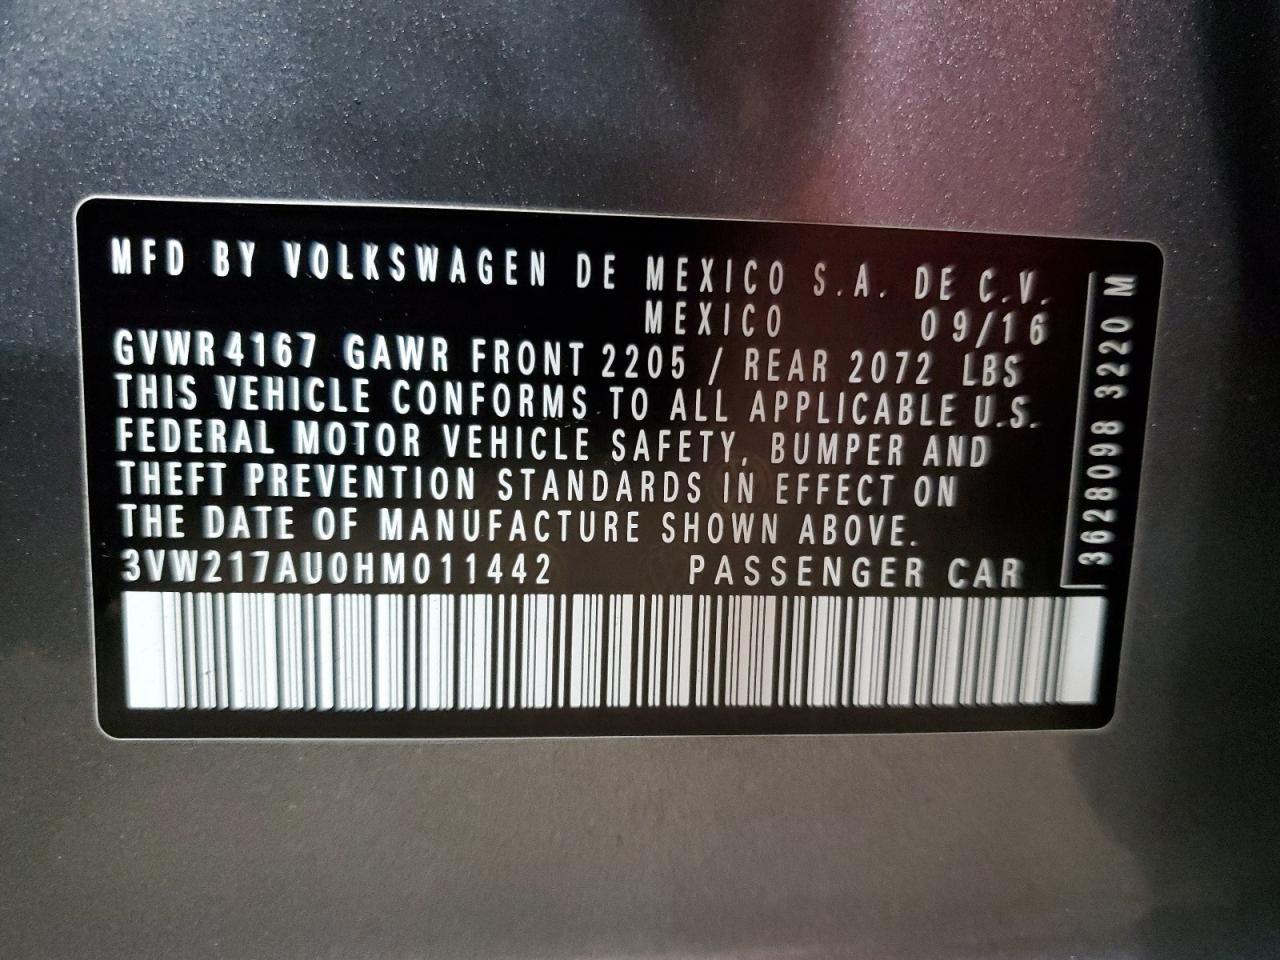 MFD BY VOLKSWAGEN DE MEXICO S.A. DE C.V.
MEXICO 09/16
GVWR4167 GAWR FRONT 2205 / REAR 2072 LBS
THIS VEHICLE CONFORMS TO ALL APPLICABLE U.S.
FEDERAL MOTOR VEHICLE SAFETY, BUMPER AND
THEFT PREVENTION STANDARDS IN EFFECT ON
THE DATE OF MANUFACTURE SHOWN ABOVE.
3VW217AU0HM011442 PASSENGER CAR
3628098 3220 M